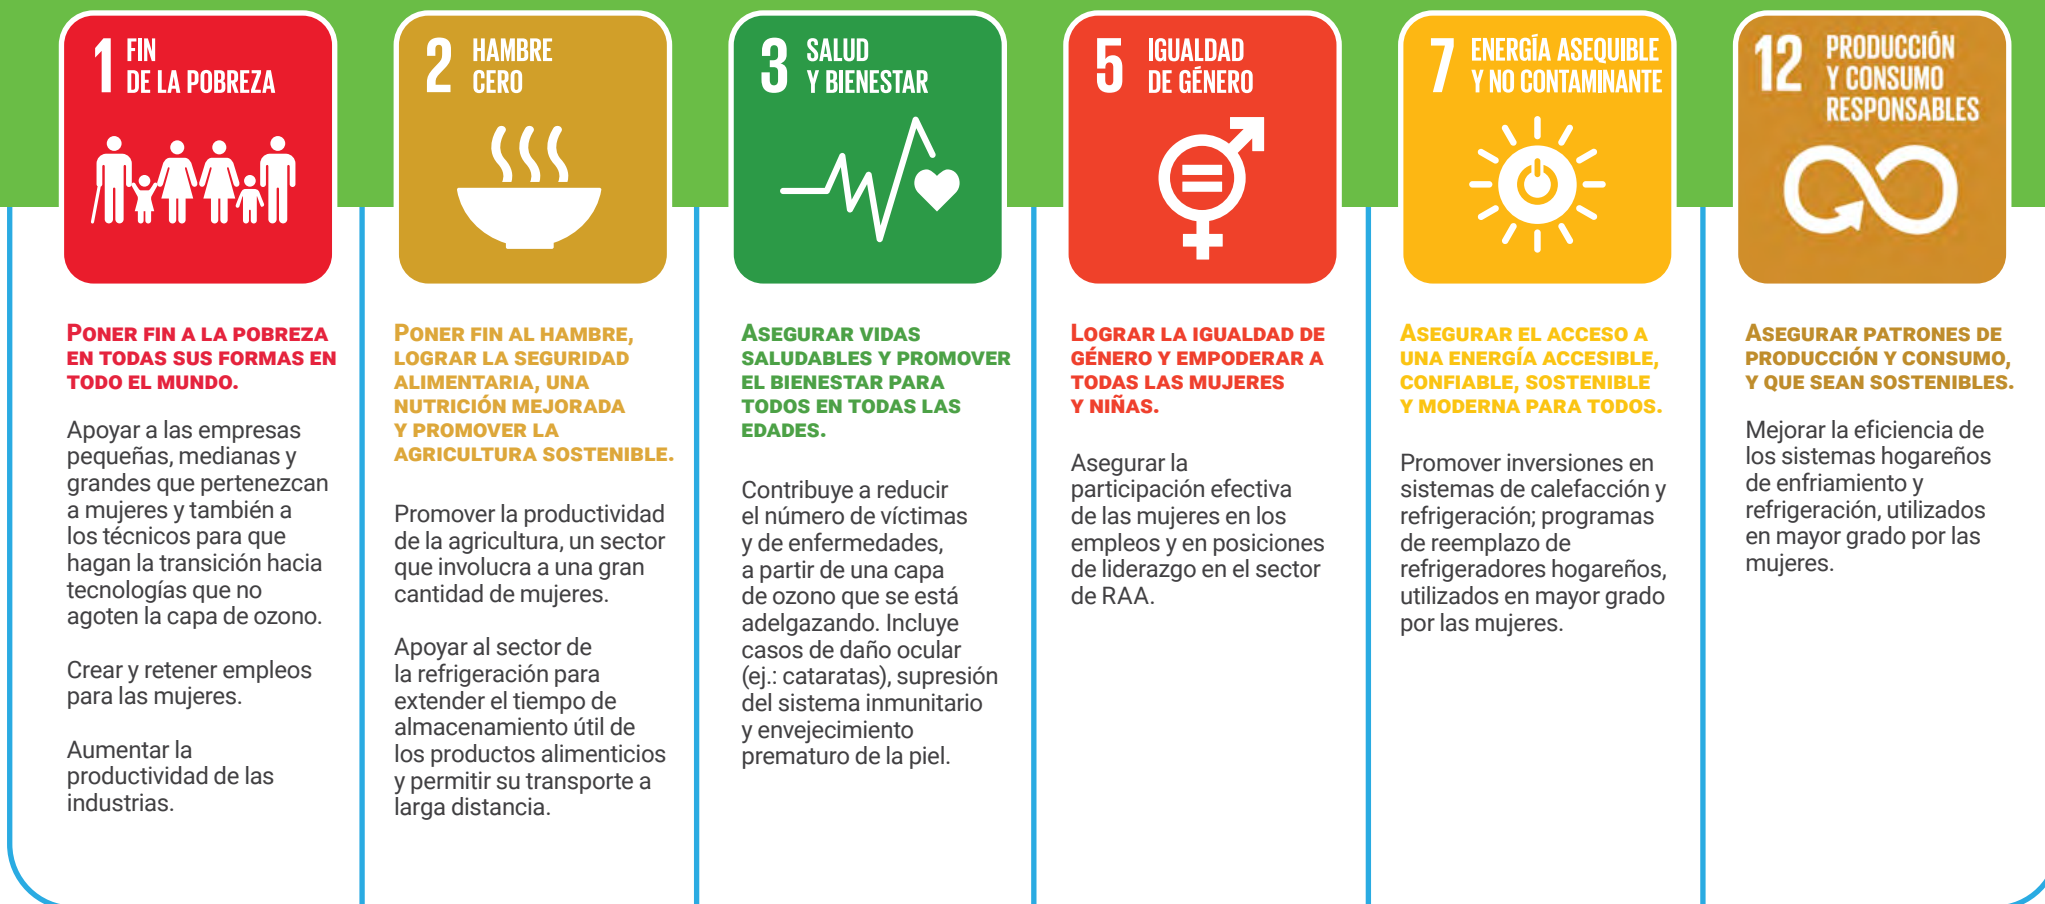 1 FIN
DE LA POBREZA
PONER FIN A LA POBREZA
EN TODAS SUS FORMAS EN
TODO EL MUNDO.
Apoyar a las empresas
pequeñas, medianas y
grandes que pertenezcan
a mujeres y también a
los técnicos para que
hagan la transición hacia
tecnologías que no
agoten la capa de ozono.
Crear y retener empleos
para las mujeres.
Aumentar la
productividad de las
industrias.
2 HAMBRE
CERO
PONER FIN AL HAMBRE,
LOGRAR LA SEGURIDAD
ALIMENTARIA, UNA
NUTRICIÓN MEJORADA
Y PROMOVER LA
AGRICULTURA SOSTENIBLE.
Promover la productividad
de la agricultura, un sector
que involucra a una gran
cantidad de mujeres.
Apoyar al sector de
la refrigeración para
extender el tiempo de
almacenamiento útil de
los productos alimenticios
y permitir su transporte a
larga distancia.
3 SALUD
Y BIENESTAR
ASEGURAR VIDAS
SALUDABLES Y PROMOVER
EL BIENESTAR PARA
TODOS EN TODAS LAS
EDADES.
Contribuye a reducir
el número de víctimas
y de enfermedades,
a partir de una capa
de ozono que se está
adelgazando. Incluye
casos de daño ocular
(ej.: cataratas), supresión
del sistema inmunitario
y envejecimiento
prematuro de la piel.
5 IGUALDAD
DE GÉNERO
LOGRAR LA IGUALDAD DE
GÉNERO Y EMPODERAR A
TODAS LAS MUJERES
Y NIÑAS.
Asegurar la
participación efectiva
de las mujeres en los
empleos y en posiciones
de liderazgo en el sector
de RAA.
7 ENERGÍA ASEQUIBLE
Y NO CONTAMINANTE
ASEGURAR EL ACCESO A
UNA ENERGÍA ACCESIBLE,
CONFIABLE, SOSTENIBLE
Y MODERNA PARA TODOS.
Promover inversiones en
sistemas de calefacción y
refrigeración; programas
de reemplazo de
refrigeradores hogareños,
utilizados en mayor grado
por las mujeres.
12 PRODUCCIÓN
Y CONSUMO
RESPONSABLES
ASEGURAR PATRONES DE
PRODUCCIÓN Y CONSUMO,
Y QUE SEAN SOSTENIBLES.
Mejorar la eficiencia de
los sistemas hogareños
de enfriamiento y
refrigeración, utilizados
en mayor grado por las
mujeres.